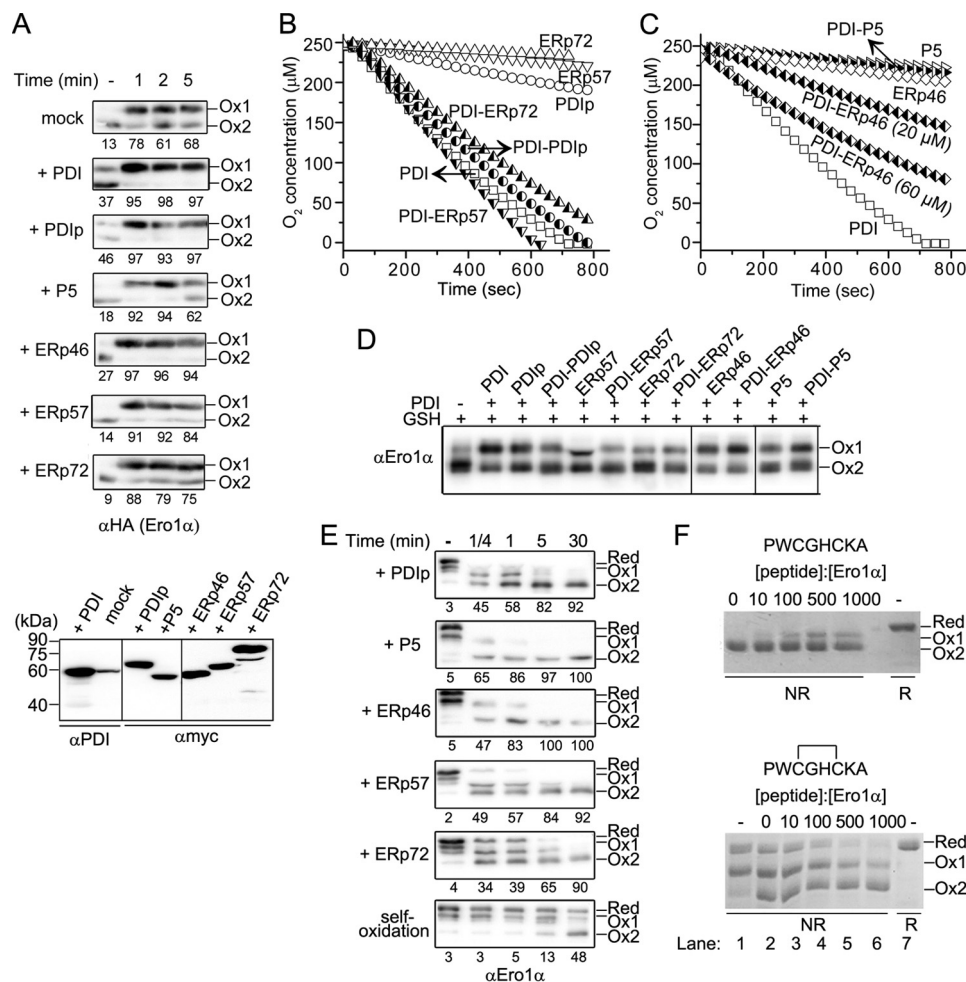 A
Time (min) - 1 2 5
mock Ox1 Ox2
13 78 61 68
+ PDI Ox1 Ox2
37 95 98 97
+ PDIp Ox1 Ox2
46 97 93 97
+ P5 Ox1 Ox2
18 92 94 62
+ ERp46 Ox1 Ox2
27 97 96 94
+ ERp57 Ox1 Ox2
14 91 92 84
+ ERp72 Ox1 Ox2
9 88 79 75
αHA (Ero1α)
(kDa) + PDI mock + PDIp +P5 + ERp46 + ERp57 + ERp72
90
75
60
40
αPDI αmyc
B
O2 concentration (μM)
250
200
150
100
50
0
ERp72
ERp57
PDIp
PDI-ERp72
PDI-PDIp
PDI
PDI-ERp57
0 200 400 600 800
Time (sec)
C
O2 concentration (μM)
250
200
150
100
50
0
PDI-P5 P5
ERp46
PDI-ERp46 (20 μM)
PDI-ERp46 (60 μM)
PDI
0 200 400 600 800
Time (sec)
D
PDI PDIp PDI-PDIp ERp57 PDI-ERp57 ERp72 PDI-ERp72 ERp46 PDI-ERp46 P5 PDI-P5
PDI - + + + + + + + + + + +
GSH + + + + + + + + + + + +
αEro1α Ox1 Ox2
E
Time (min) - 1/4 1 5 30
+ PDIp Red Ox1 Ox2
3 45 58 82 92
+ P5 Red Ox1 Ox2
5 65 86 97 100
+ ERp46 Red Ox1 Ox2
5 47 83 100 100
+ ERp57 Red Ox1 Ox2
2 49 57 84 92
+ ERp72 Red Ox1 Ox2
4 34 39 65 90
self-
oxidation Red Ox1 Ox2
3 3 5 13 48
αEro1α
F
PWCGHCKA
[peptide]:[Ero1α]
0 10 100 500 1000 -
Red
Ox1
Ox2
NR R
PWCGHCKA
[peptide]:[Ero1α]
- 0 10 100 500 1000 -
Red
Ox1
Ox2
NR R
Lane: 1 2 3 4 5 6 7